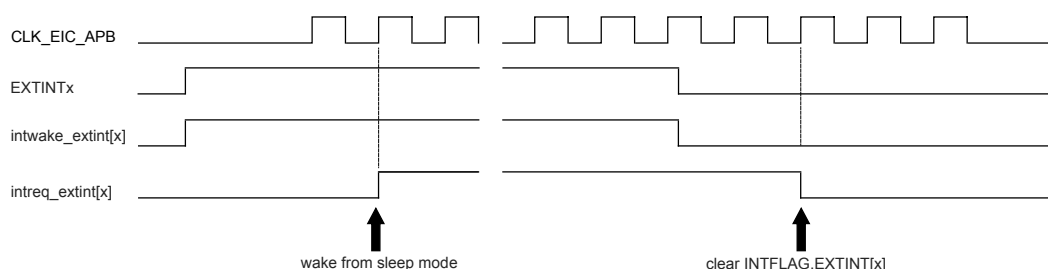 CLK_EIC_APB
EXTINTx
intwake_extint[x]
intreq_extint[x]
wake from sleep mode
clear INTFLAG.EXTINT[x]